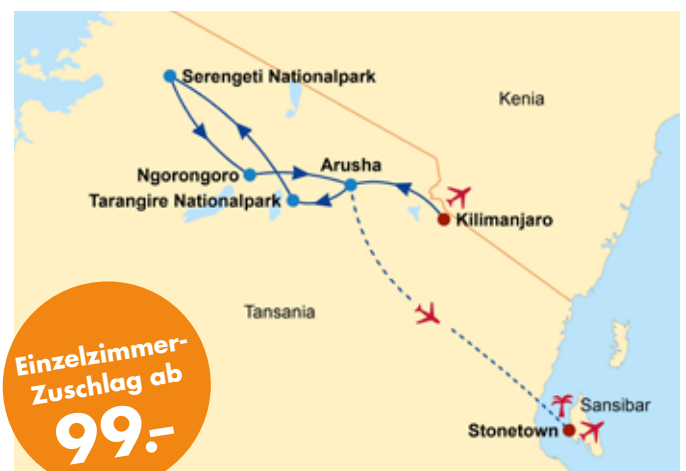 Serengeti Nationalpark
Kenia
Arusha
Ngorongoro
Tarangire Nationalpark
Kilimanjaro
Tansania
Einzelzimmer-
Zuschlag ab
99.–
Sansibar
Stonetown